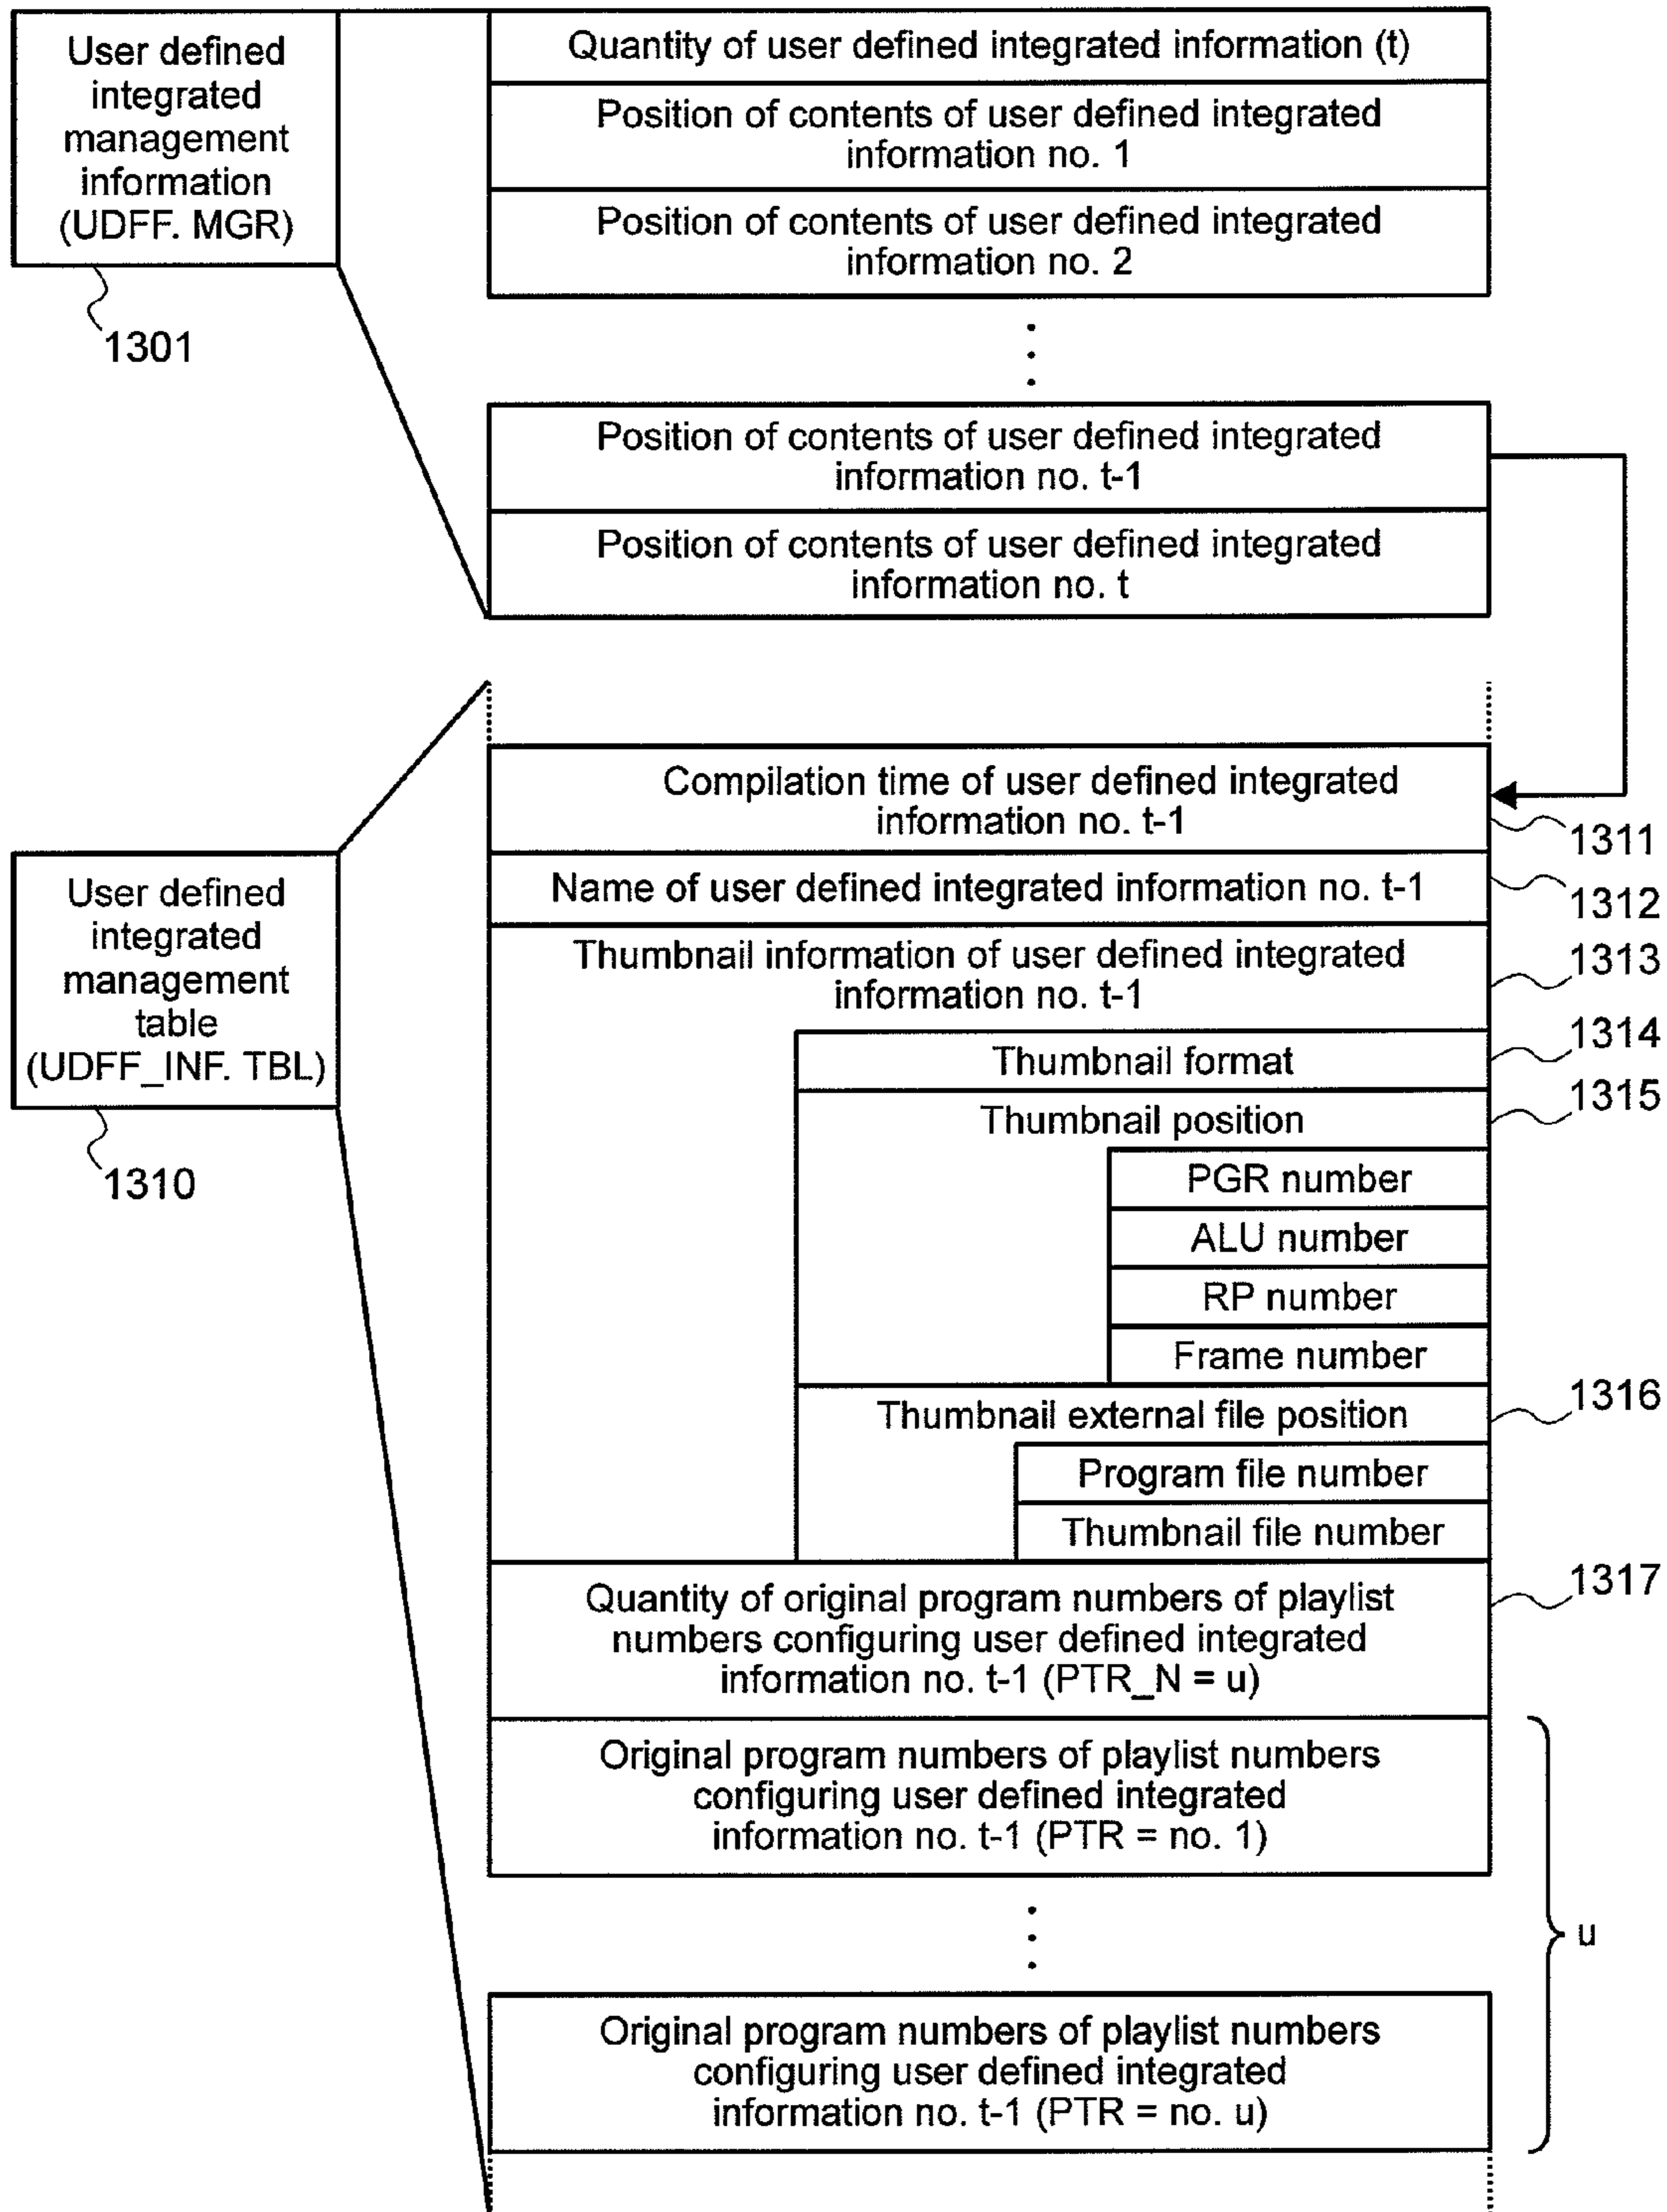 User defined
integrated
management
information
(UDFF. MGR)
1301
Quantity of user defined integrated information (t)
Position of contents of user defined integrated
information no. 1
Position of contents of user defined integrated
information no. 2
Position of contents of user defined integrated
information no. t-1
Position of contents of user defined integrated
information no. t
User defined
integrated
management
table
(UDFF_INF. TBL)
1310
Compilation time of user defined integrated
information no. t-1
1311
Name of user defined integrated information no. t-1
1312
Thumbnail information of user defined integrated
information no. t-1
1313
Thumbnail format
1314
Thumbnail position
1315
PGR number
ALU number
RP number
Frame number
Thumbnail external file position
1316
Program file number
Thumbnail file number
Quantity of original program numbers of playlist
numbers configuring user defined integrated
information no. t-1 (PTR_N = u)
1317
Original program numbers of playlist numbers
configuring user defined integrated
information no. t-1 (PTR = no. 1)
u
Original program numbers of playlist numbers
configuring user defined integrated
information no. t-1 (PTR = no. u)